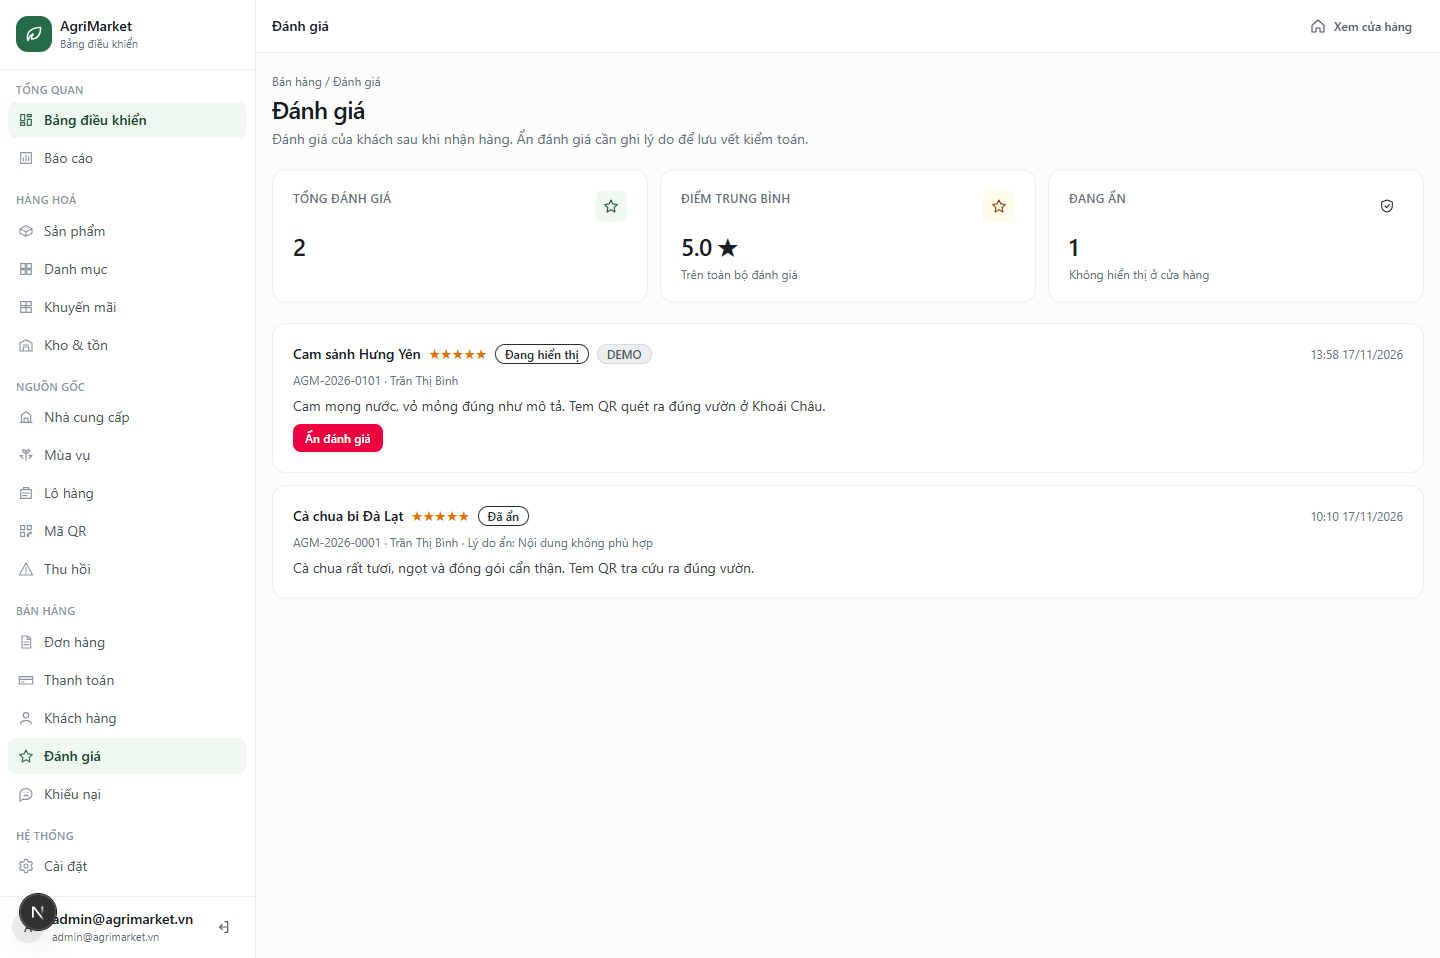 AgriMarket
Bảng điều khiển
TỔNG QUAN
Bảng điều khiển
Báo cáo
HÀNG HOÁ
Sản phẩm
Danh mục
Khuyến mãi
Kho & tồn
NGUỒN GỐC
Nhà cung cấp
Mùa vụ
Lô hàng
Mã QR
Thu hồi
BÁN HÀNG
Đơn hàng
Thanh toán
Khách hàng
Đánh giá
Khiếu nại
HỆ THỐNG
Cài đặt
N
admin@agrimarket.vn
admin@agrimarket.vn
Đánh giá
Xem cửa hàng
Bán hàng / Đánh giá
Đánh giá
Đánh giá của khách sau khi nhận hàng. Ẩn đánh giá cần ghi lý do để lưu vết kiểm toán.
TỔNG ĐÁNH GIÁ
2
ĐIỂM TRUNG BÌNH
5.0 ★
Trên toàn bộ đánh giá
ĐANG ẨN
1
Không hiển thị ở cửa hàng
Cam sành Hưng Yên ★★★★★ Đang hiển thị DEMO 13:58 17/11/2026
AGM-2026-0101 · Trần Thị Bình
Cam mọng nước, vỏ mỏng đúng như mô tả. Tem QR quét ra đúng vườn ở Khoái Châu.
Ẩn đánh giá
Cà chua bi Đà Lạt ★★★★★ Đã ẩn 10:10 17/11/2026
AGM-2026-0001 · Trần Thị Bình · Lý do ẩn: Nội dung không phù hợp
Cà chua rất tươi, ngọt và đóng gói cẩn thận. Tem QR tra cứu ra đúng vườn.